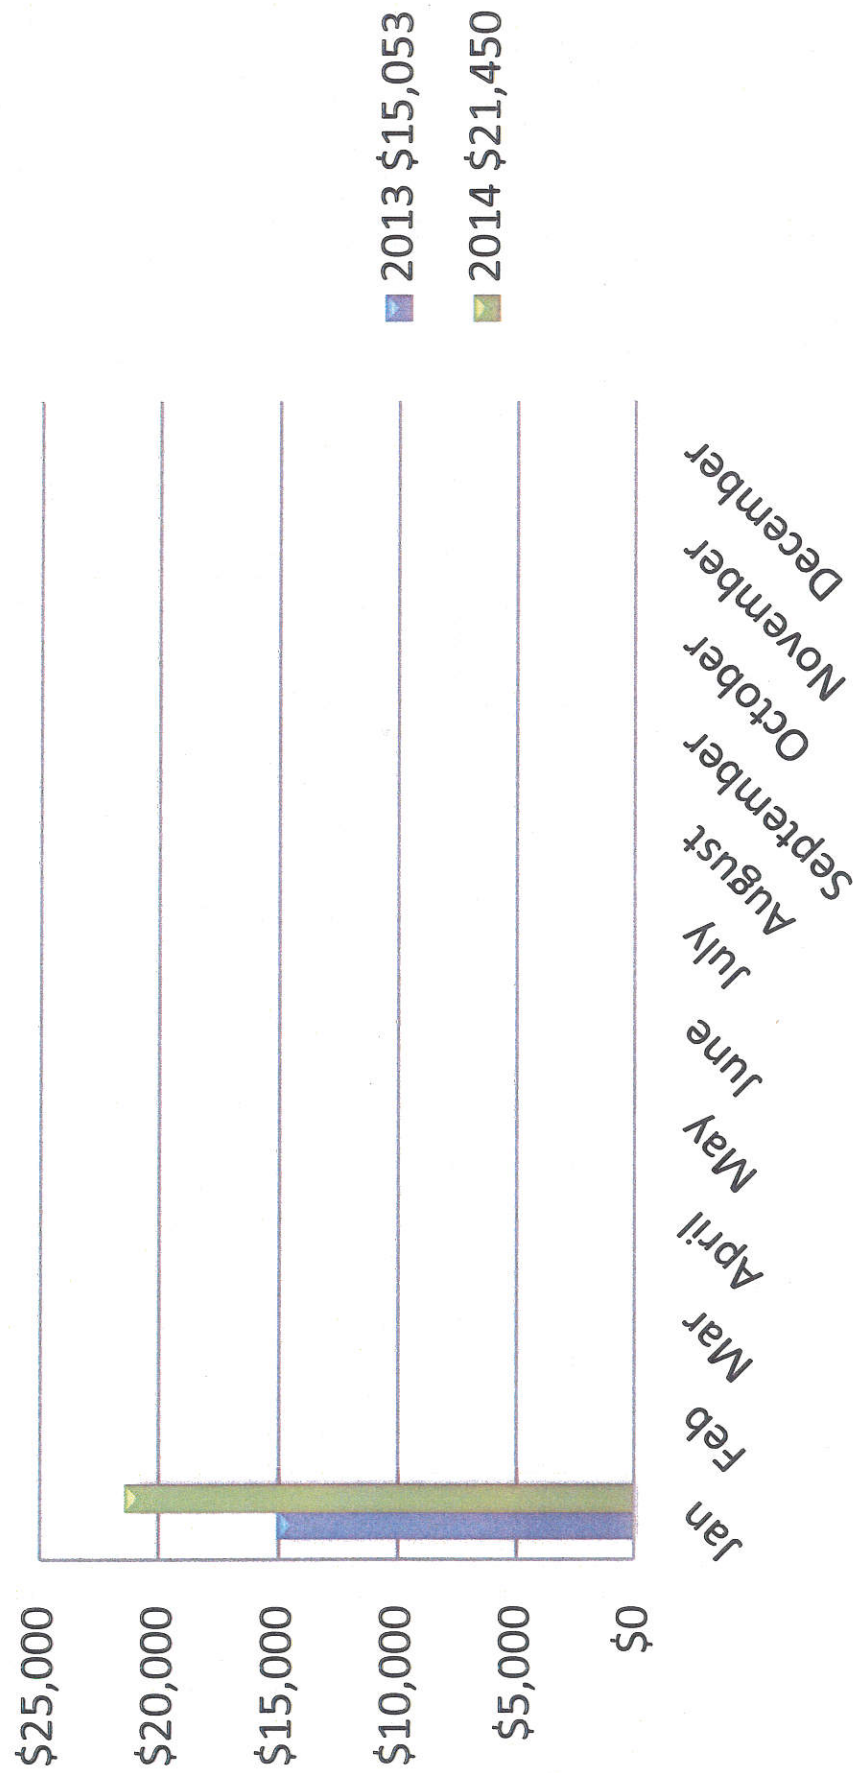 $25,000
$20,000
$15,000
$10,000
$5,000
$0
Jan
Feb
Mar
April
May
June
July
August
September
October
November
December
2013 $15,053
2014 $21,450